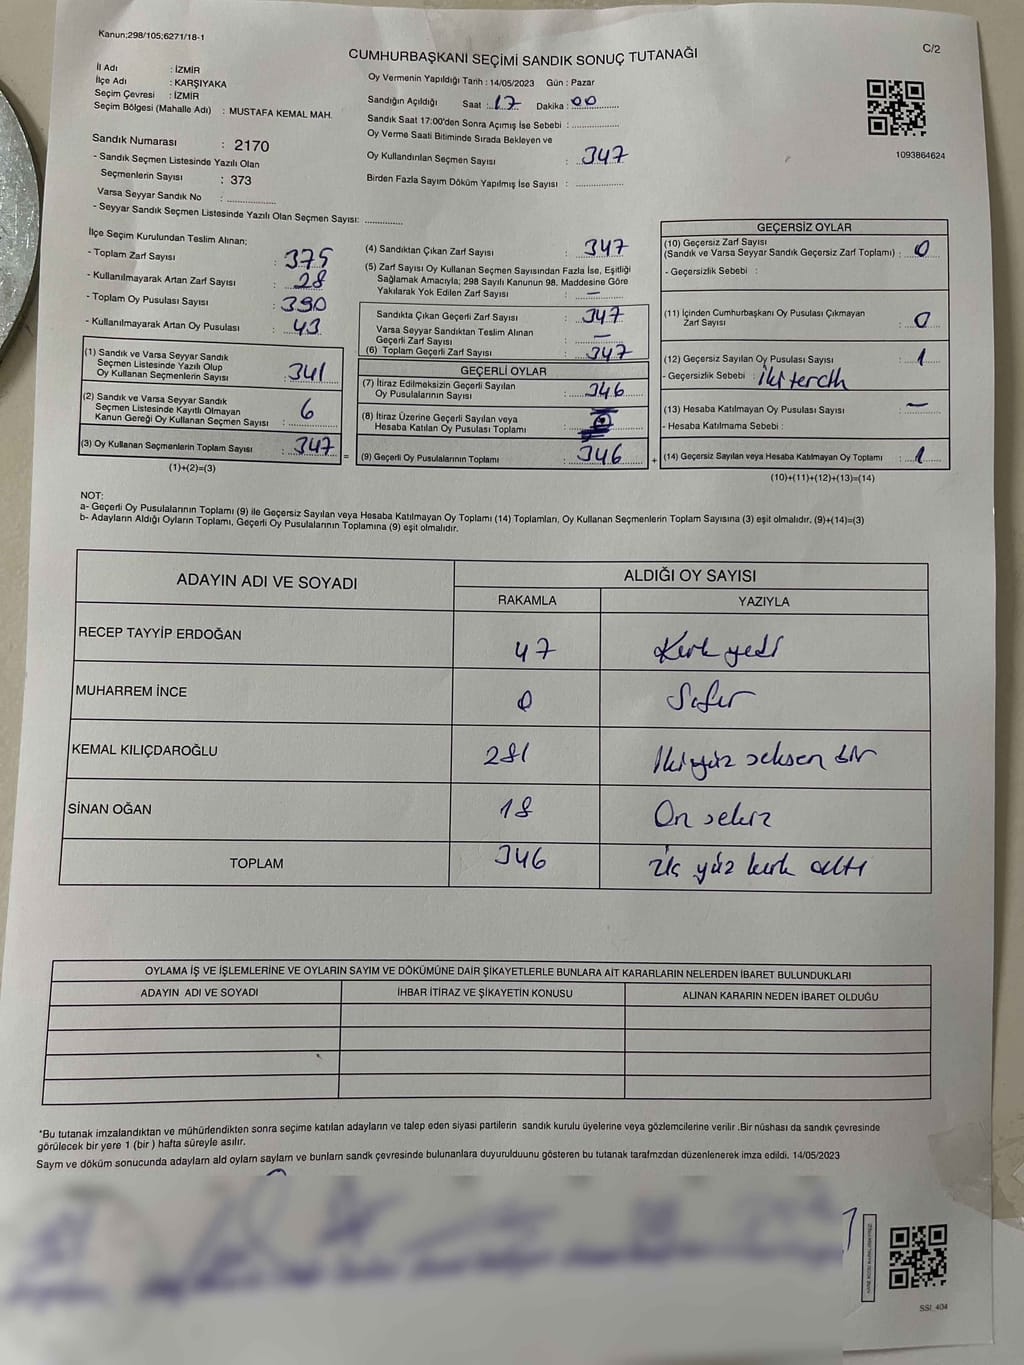 Kanun;298/105;6271/18-1
C/2
CUMHURBAŞKANI SEÇİMİ SANDIK SONUÇ TUTANAĞI
İl Adı : İZMİR
İlçe Adı : KARŞIYAKA
Seçim Çevresi : İZMİR
Seçim Bölgesi (Mahalle Adı) : MUSTAFA KEMAL MAH.
Oy Vermenin Yapıldığı Tarih : 14/05/2023 Gün : Pazar
Sandığın Açıldığı Saat : 17 Dakika : 00
Sandık Saat 17:00'den Sonra Açımış İse Sebebi :
Oy Verme Saati Bitiminde Sırada Bekleyen ve
Oy Kullandırılan Seçmen Sayısı : 347
Birden Fazla Sayım Döküm Yapılmış İse Sayısı :
1093864624
Sandık Numarası : 2170
- Sandık Seçmen Listesinde Yazılı Olan
Seçmenlerin Sayısı : 373
Varsa Seyyar Sandık No :
- Seyyar Sandık Seçmen Listesinde Yazılı Olan Seçmen Sayısı:
İlçe Seçim Kurulundan Teslim Alınan;
- Toplam Zarf Sayısı : 375
- Kullanılmayarak Artan Zarf Sayısı : 28
- Toplam Oy Pusulası Sayısı : 390
- Kullanılmayarak Artan Oy Pusulası : 43
(1) Sandık ve Varsa Seyyar Sandık
Seçmen Listesinde Yazılı Olup
Oy Kullanan Seçmenlerin Sayısı : 341
(2) Sandık ve Varsa Seyyar Sandık
Seçmen Listesinde Kayıtlı Olmayan
Kanun Gereği Oy Kullanan Seçmen Sayısı : 6
(3) Oy Kullanan Seçmenlerin Toplam Sayısı : 347 =
(1)+(2)=(3)
(4) Sandıktan Çıkan Zarf Sayısı : 347
(5) Zarf Sayısı Oy Kullanan Seçmen Sayısından Fazla İse, Eşitliği
Sağlamak Amacıyla; 298 Sayılı Kanunun 98. Maddesine Göre
Yakılarak Yok Edilen Zarf Sayısı : —
Sandıkta Çıkan Geçerli Zarf Sayısı : 347
Varsa Seyyar Sandıktan Teslim Alınan
Geçerli Zarf Sayısı : —
(6) Toplam Geçerli Zarf Sayısı : 347
GEÇERLİ OYLAR
(7) İtiraz Edilmeksizin Geçerli Sayılan
Oy Pusulalarının Sayısı : 346
(8) İtiraz Üzerine Geçerli Sayılan veya
Hesaba Katılan Oy Pusulası Toplamı :
(9) Geçerli Oy Pusulalarının Toplamı : 346 +
GEÇERSİZ OYLAR
(10) Geçersiz Zarf Sayısı
(Sandık ve Varsa Seyyar Sandık Geçersiz Zarf Toplamı) : 0
- Geçersizlik Sebebi :
(11) İçinden Cumhurbaşkanı Oy Pusulası Çıkmayan
Zarf Sayısı : 0
(12) Geçersiz Sayılan Oy Pusulası Sayısı : 1
- Geçersizlik Sebebi : iki tercih
(13) Hesaba Katılmayan Oy Pusulası Sayısı : —
- Hesaba Katılmama Sebebi :
(14) Geçersiz Sayılan veya Hesaba Katılmayan Oy Toplamı : 1
(10)+(11)+(12)+(13)=(14)
NOT:
a- Geçerli Oy Pusulalarının Toplamı (9) ile Geçersiz Sayılan veya Hesaba Katılmayan Oy Toplamı (14) Toplamları, Oy Kullanan Seçmenlerin Toplam Sayısına (3) eşit olmalıdır. (9)+(14)=(3)
b- Adayların Aldığı Oyların Toplamı, Geçerli Oy Pusulalarının Toplamına (9) eşit olmalıdır.
ADAYIN ADI VE SOYADI ALDIĞI OY SAYISI
RAKAMLA YAZIYLA
RECEP TAYYİP ERDOĞAN 47 Kırk yedi
MUHARREM İNCE 0 Sıfır
KEMAL KILIÇDAROĞLU 281 İki yüz seksen bir
SİNAN OĞAN 18 On sekiz
TOPLAM 346 üç yüz kırk altı
OYLAMA İŞ VE İŞLEMLERİNE VE OYLARIN SAYIM VE DÖKÜMÜNE DAİR ŞİKAYETLERLE BUNLARA AİT KARARLARIN NELERDEN İBARET BULUNDUKLARI
ADAYIN ADI VE SOYADI İHBAR İTİRAZ VE ŞİKAYETİN KONUSU ALINAN KARARIN NEDEN İBARET OLDUĞU
*Bu tutanak imzalandıktan ve mühürlendikten sonra seçime katılan adayların ve talep eden siyasi partilerin sandık kurulu üyelerine veya gözlemcilerine verilir .Bir nüshası da sandık çevresinde
görülecek bir yere 1 (bir ) hafta süreyle asılır.
Sayım ve döküm sonucunda adayların ald oyların sayların ve bunların sandk çevresinde bulunanlara duyurulduunu gösteren bu tutanak tarafmzdan düzenlenerek imza edildi. 14/05/2023
SSI_404